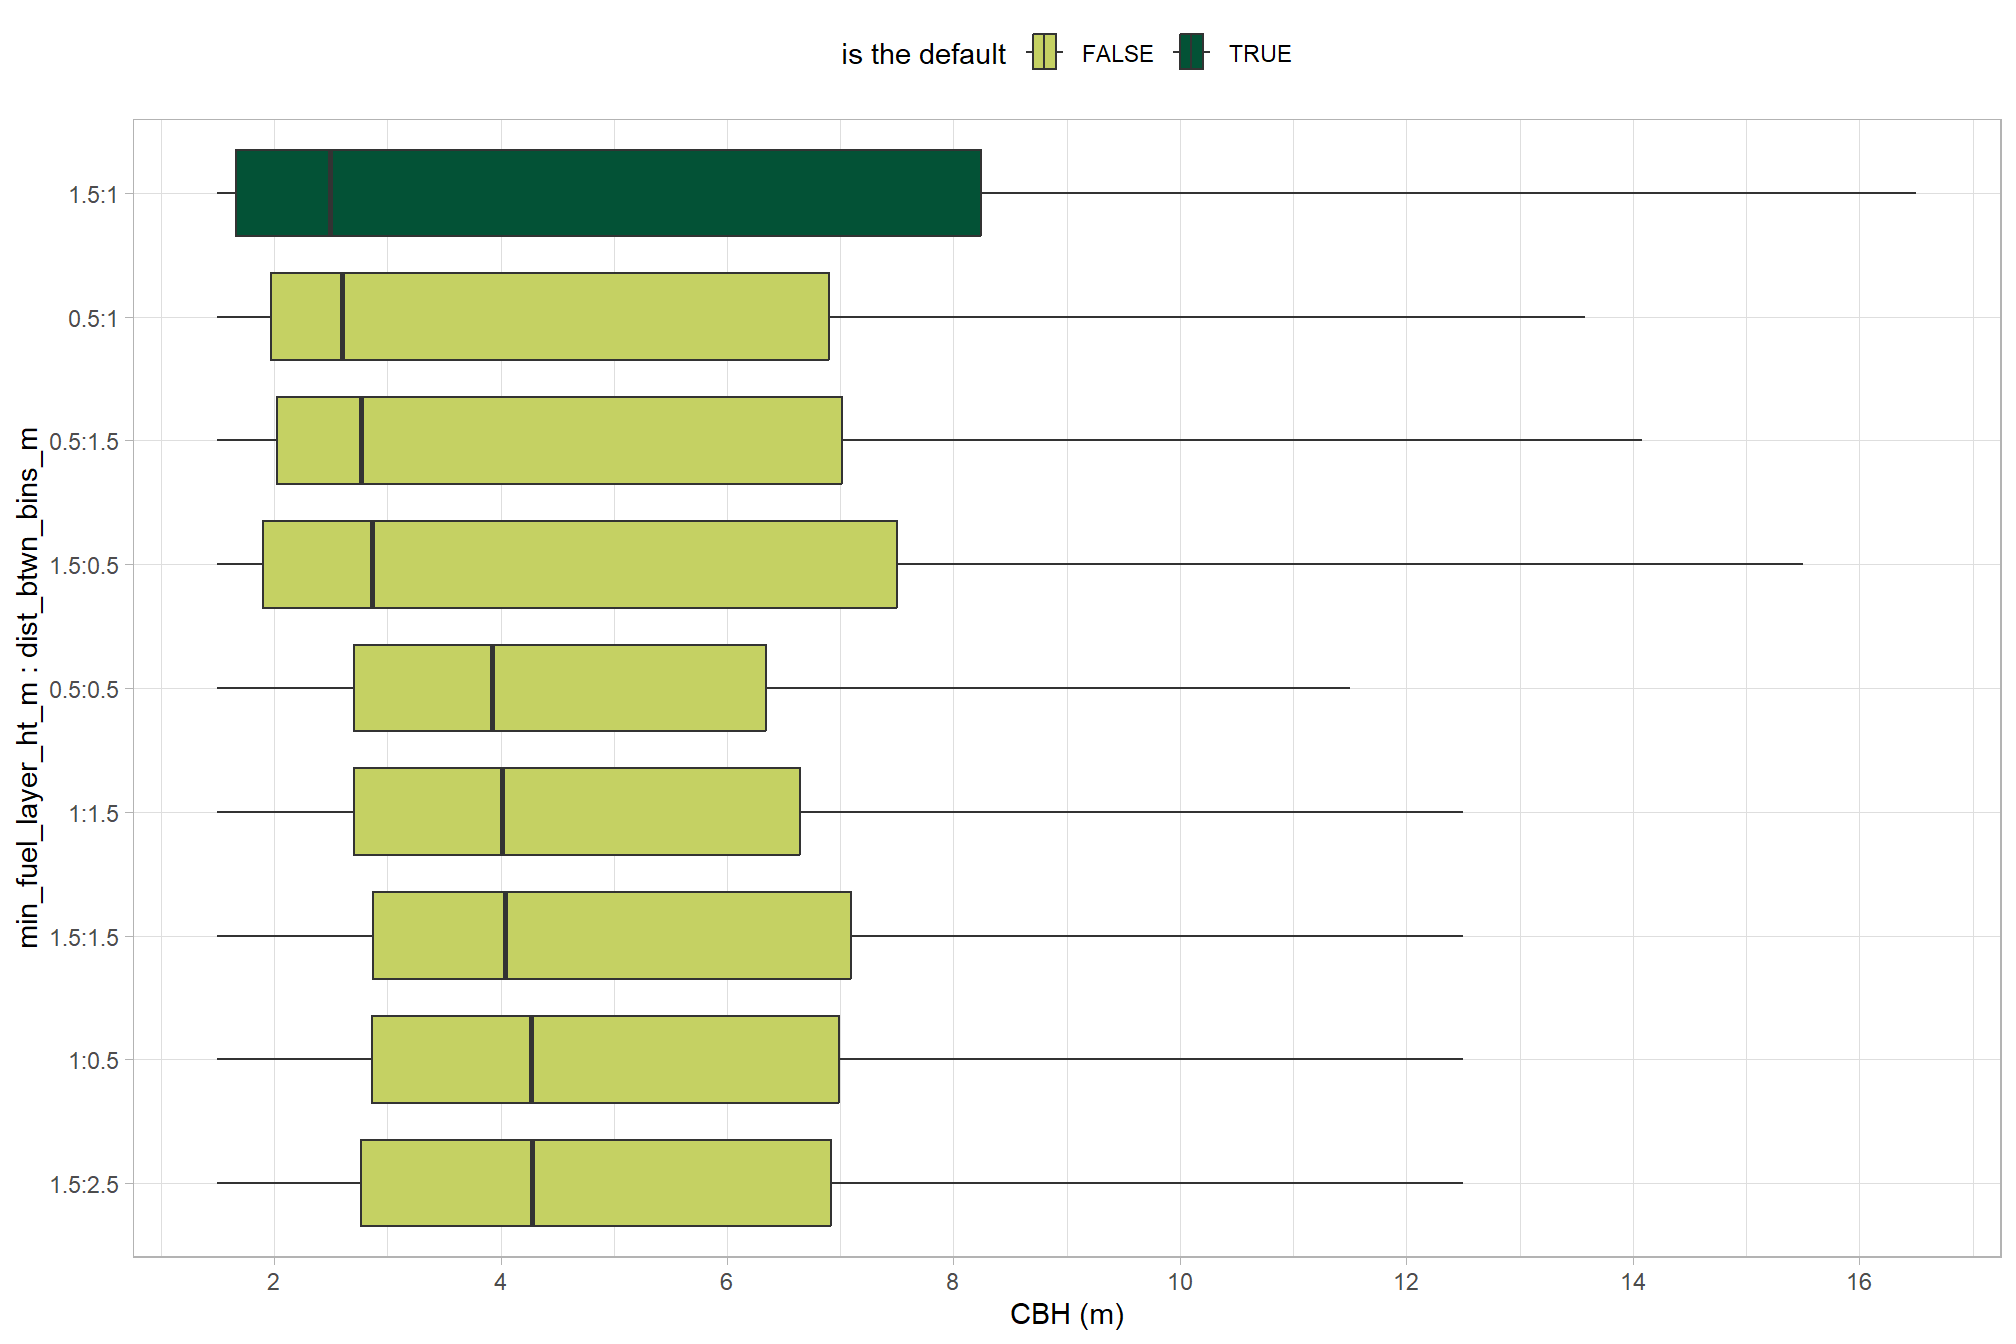 is the default FALSE TRUE
min_fuel_layer_ht_m : dist_btwn_bins_m
1.5:1
0.5:1
0.5:1.5
1.5:0.5
0.5:0.5
1:1.5
1.5:1.5
1:0.5
1.5:2.5
2 4 6 8 10 12 14 16
CBH (m)